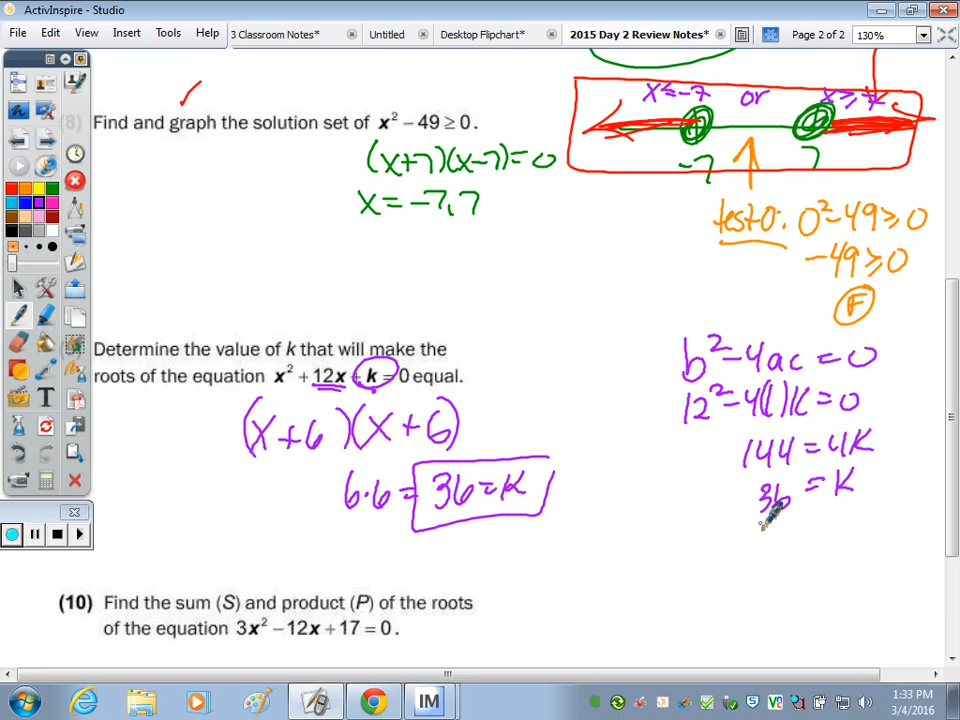 ActivInspire - Studio
File Edit View Insert Tools Help
3 Classroom Notes*
Untitled
Desktop Flipchart*
2015 Day 2 Review Notes*
Page 2 of 2
130%
(8) Find and graph the solution set of x² − 49 ≥ 0.
(x+7)(x−7)=0
x = −7, 7
x ≤ −7 or x ≥ 7
−7 7
test 0: 0² − 49 ≥ 0
−49 ≥ 0
F
Determine the value of k that will make the
roots of the equation x² + 12x + k = 0 equal.
(x+6)(x+6)
6·6 = 36 = K
b² − 4ac = 0
12² − 4(1)K = 0
144 = 4K
36 = K
(10) Find the sum (S) and product (P) of the roots
of the equation 3x² − 12x + 17 = 0.
IM
1:33 PM
3/4/2016